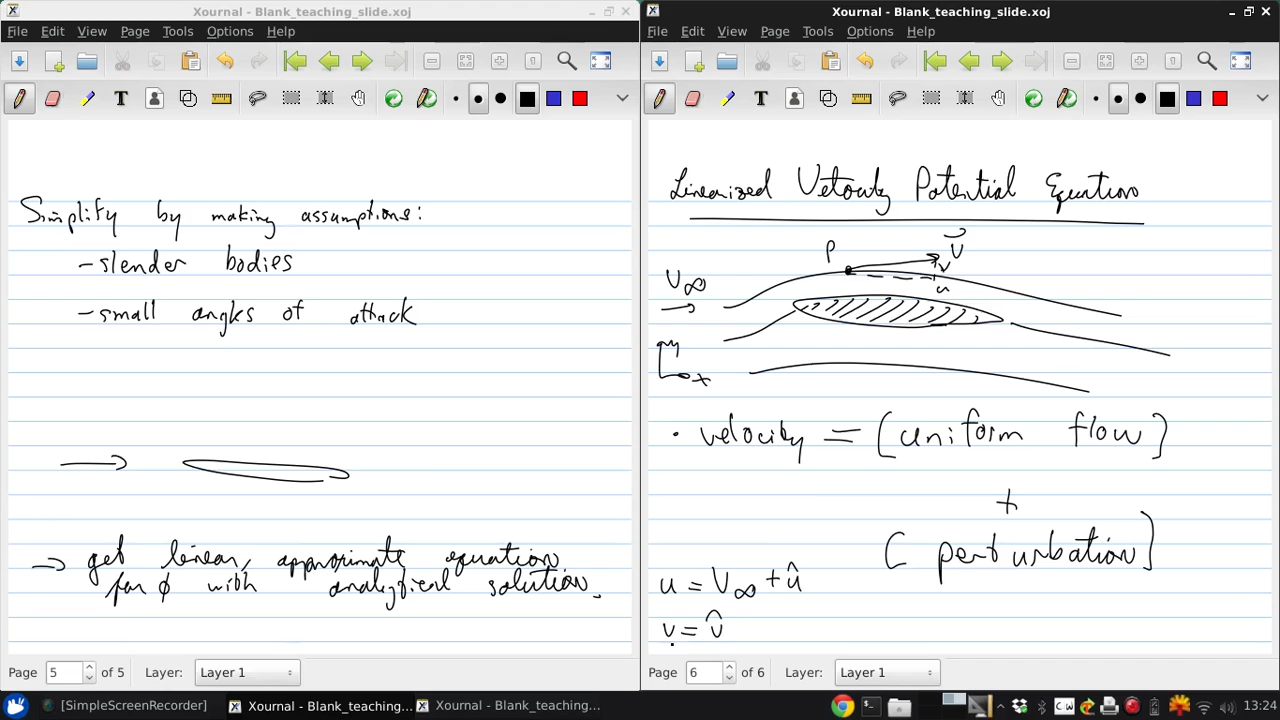 Xournal - Blank_teaching_slide.xoj
File Edit View Page Tools Options Help
Simplify by making assumptions:
- slender bodies
- small angles of attack
⇒ get linear, approximate equation
for ϕ with analytical solution.
Page 5 of 5 Layer: Layer 1
Xournal - Blank_teaching_slide.xoj
File Edit View Page Tools Options Help
Linearized Velocity Potential Equation
P V
V∞
v
u
y
x
• velocity = [uniform flow]
+
[perturbation]
u = V∞ + û
v = v̂
Page 6 of 6 Layer: Layer 1
[SimpleScreenRecorder] Xournal - Blank_teaching... Xournal - Blank_teaching_... 13:24